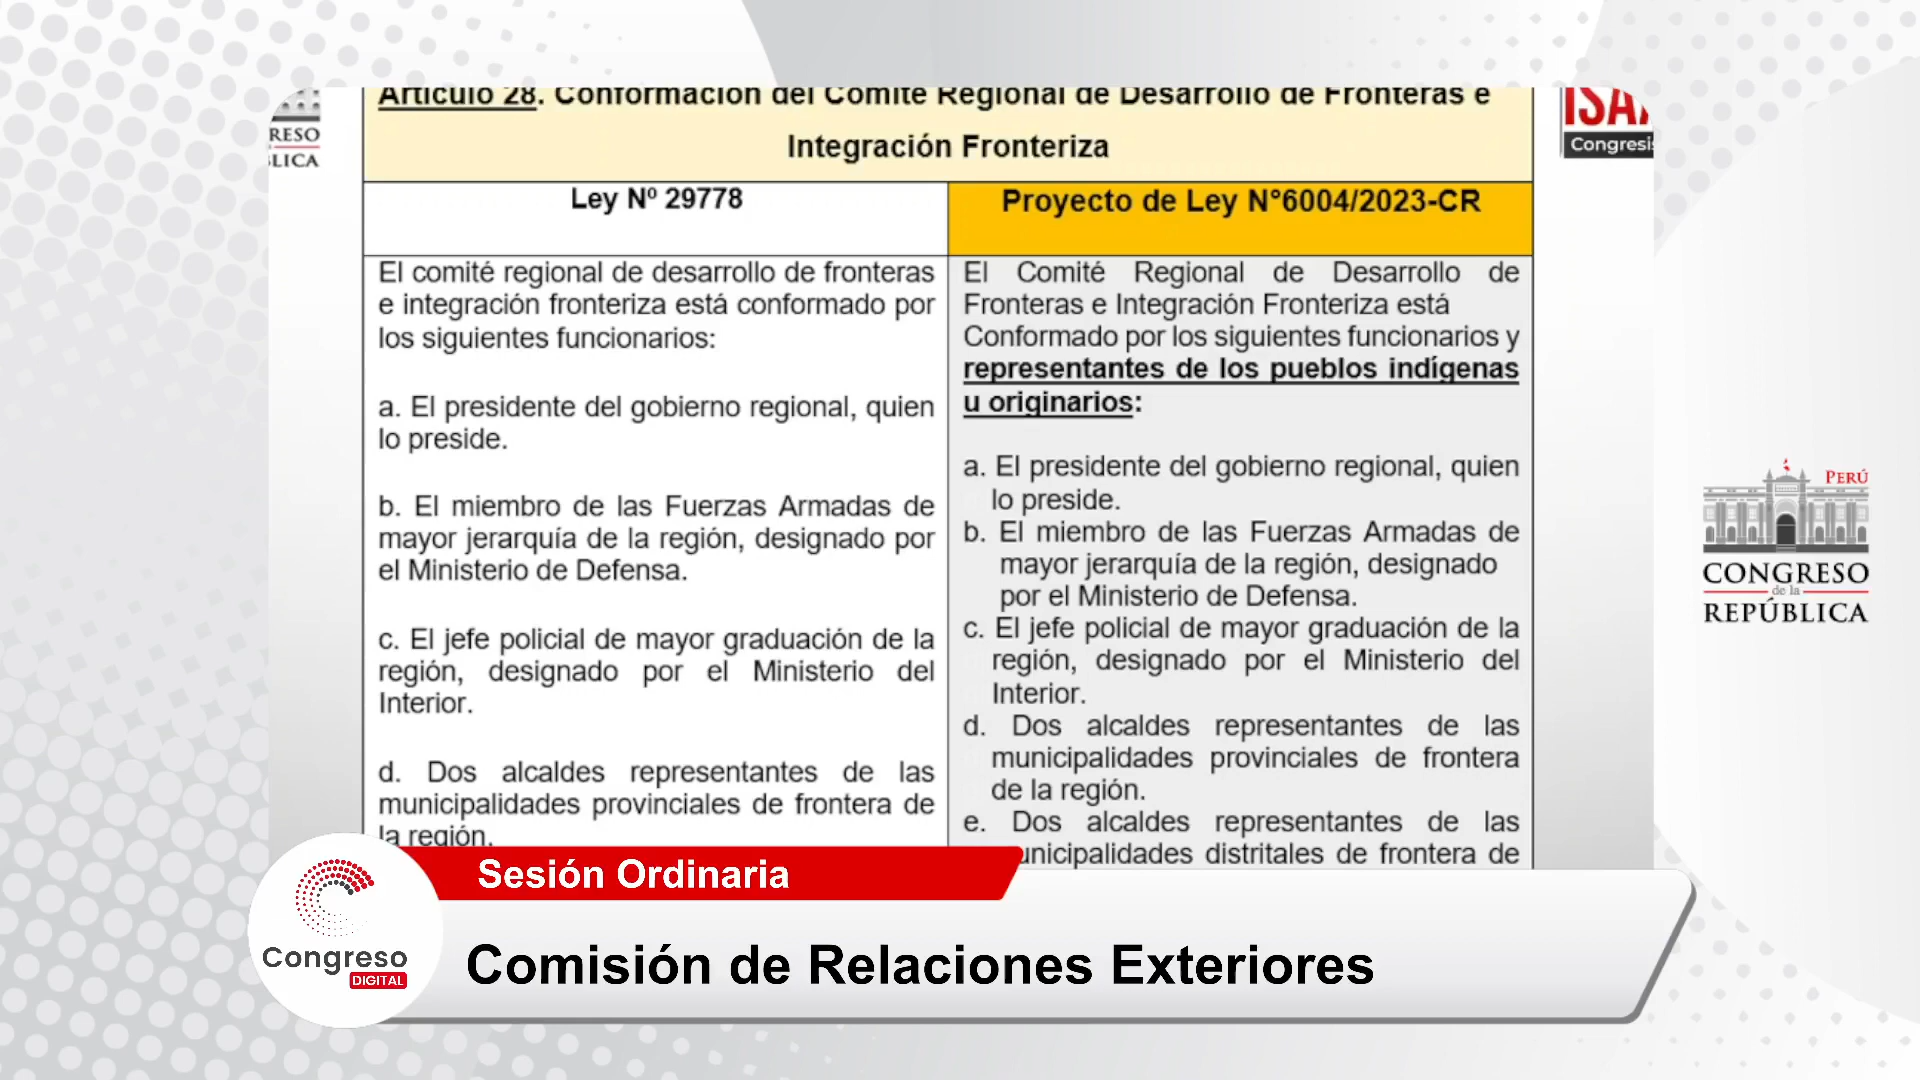 Artículo 28. Conformación del Comité Regional de Desarrollo de Fronteras e
Integración Fronteriza
RESO
BLICA
ISA
Congresi
Ley Nº 29778
Proyecto de Ley N°6004/2023-CR
El comité regional de desarrollo de fronteras
e integración fronteriza está conformado por
los siguientes funcionarios:
a. El presidente del gobierno regional, quien
lo preside.
b. El miembro de las Fuerzas Armadas de
mayor jerarquía de la región, designado por
el Ministerio de Defensa.
c. El jefe policial de mayor graduación de la
región, designado por el Ministerio del
Interior.
d. Dos alcaldes representantes de las
municipalidades provinciales de frontera de
la región.
El Comité Regional de Desarrollo de
Fronteras e Integración Fronteriza está
Conformado por los siguientes funcionarios y
representantes de los pueblos indígenas
u originarios:
a. El presidente del gobierno regional, quien
lo preside.
b. El miembro de las Fuerzas Armadas de
mayor jerarquía de la región, designado
por el Ministerio de Defensa.
c. El jefe policial de mayor graduación de la
región, designado por el Ministerio del
Interior.
d. Dos alcaldes representantes de las
municipalidades provinciales de frontera
de la región.
e. Dos alcaldes representantes de las
unicipalidades distritales de frontera de
PERÚ
CONGRESO
de la
REPÚBLICA
Sesión Ordinaria
Congreso
DIGITAL
Comisión de Relaciones Exteriores